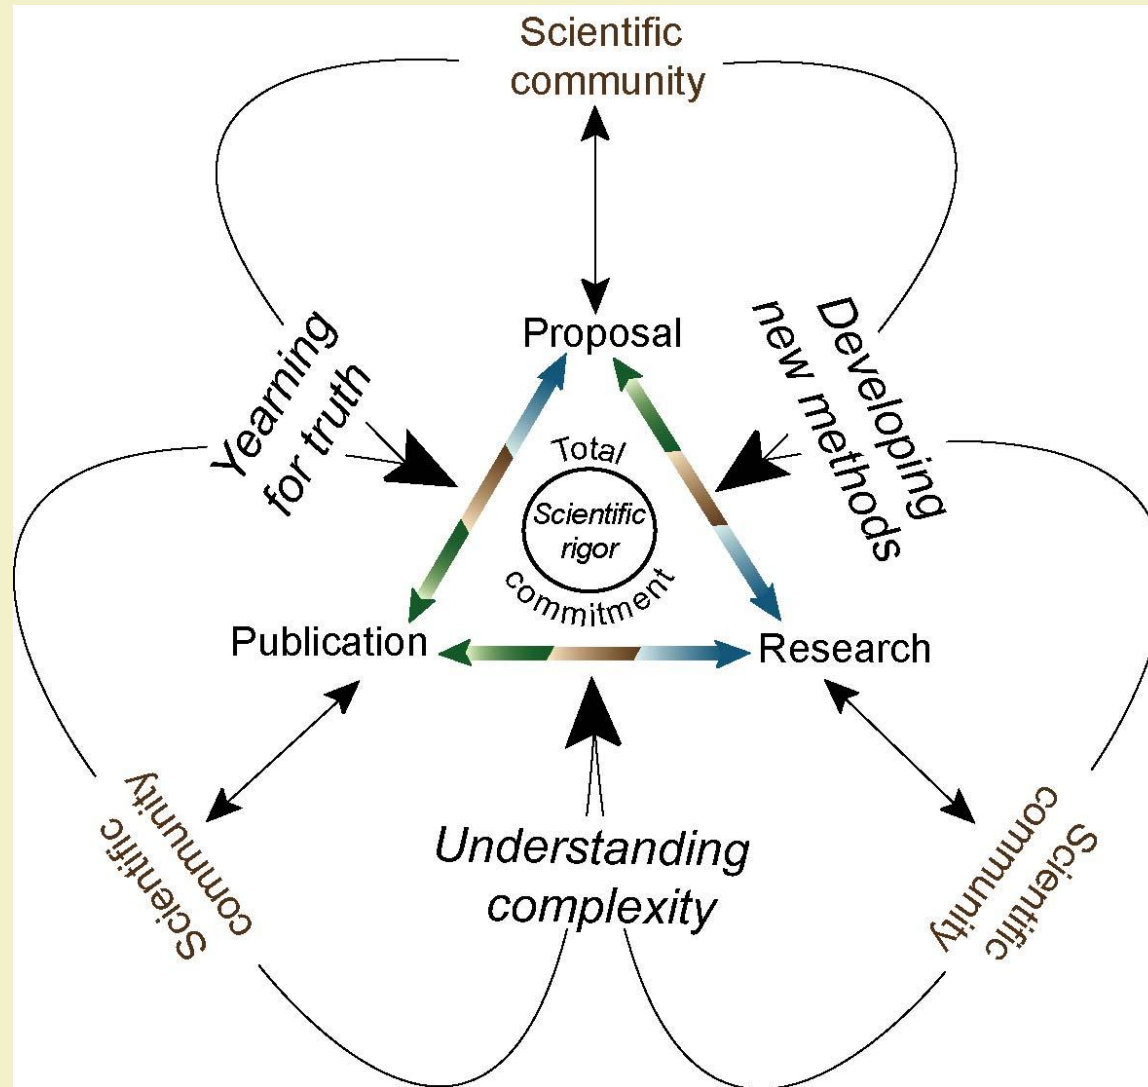 Scientific
community
Proposal
Yearning
for truth
Developing
new methods
Total
Scientific
rigor
commitment
Publication
Research
Understanding
complexity
Scientific
community
Scientific
community